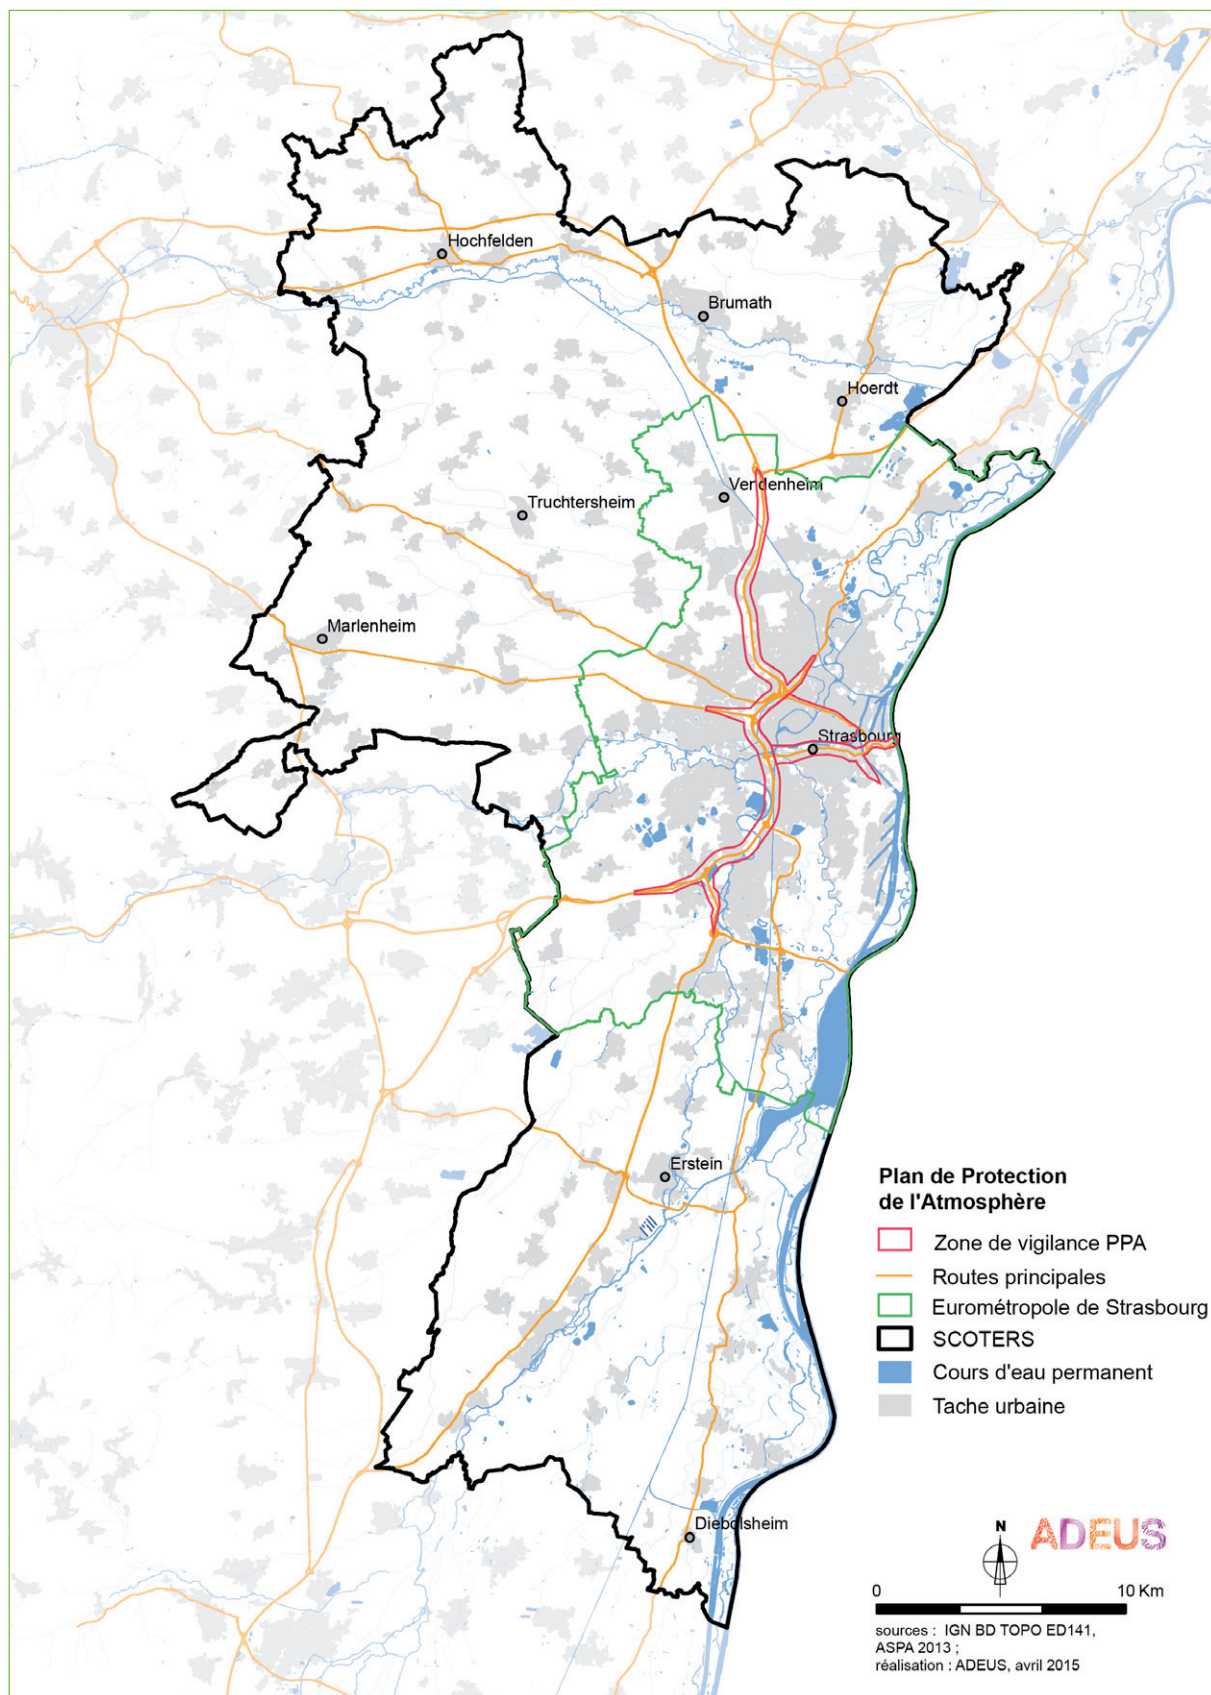 Hochfelden
Brumath
Hoerdt
Vendenheim
Truchtersheim
Marlenheim
Strasbourg
Erstein
l'Ill
Diebolsheim
Plan de Protection
de l'Atmosphère
Zone de vigilance PPA
Routes principales
Eurométropole de Strasbourg
SCOTERS
Cours d'eau permanent
Tache urbaine
N
ADEUS
0 10 Km
sources : IGN BD TOPO ED141,
ASPA 2013 ;
réalisation : ADEUS, avril 2015